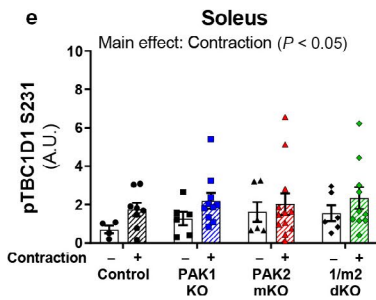 e
Soleus
Main effect: Contraction (P < 0.05)
pTBC1D1 S231
(A.U.)
10
8
6
4
2
0
Contraction – + – + – + – +
Control PAK1 PAK2 1/m2
KO mKO dKO